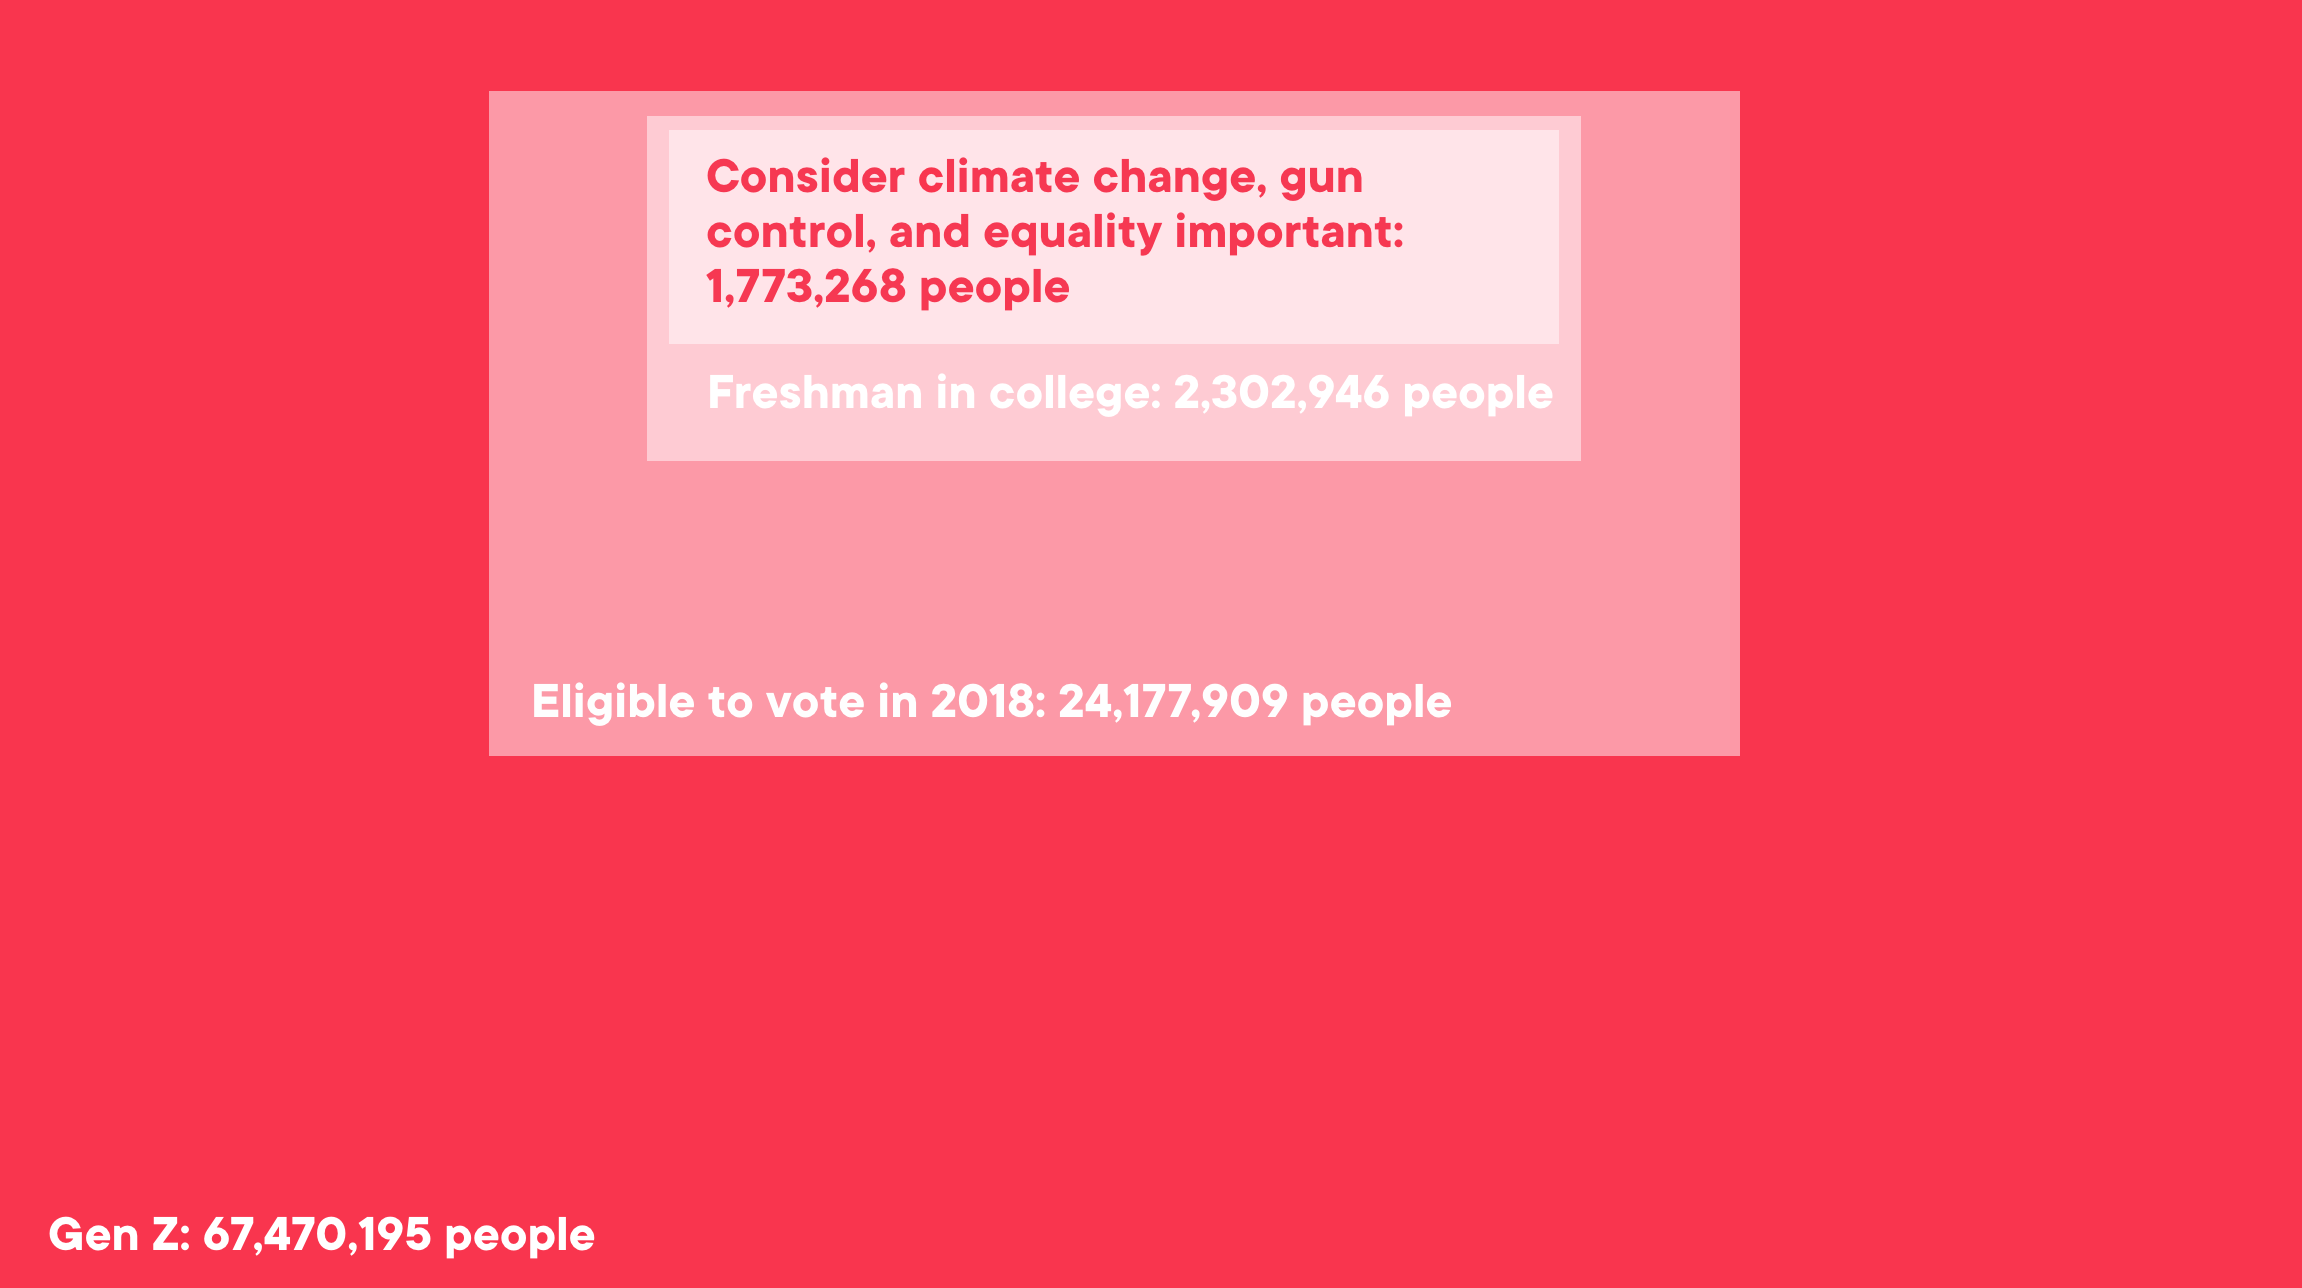 Consider climate change, gun
control, and equality important:
1,773,268 people
Freshman in college: 2,302,946 people
Eligible to vote in 2018: 24,177,909 people
Gen Z: 67,470,195 people